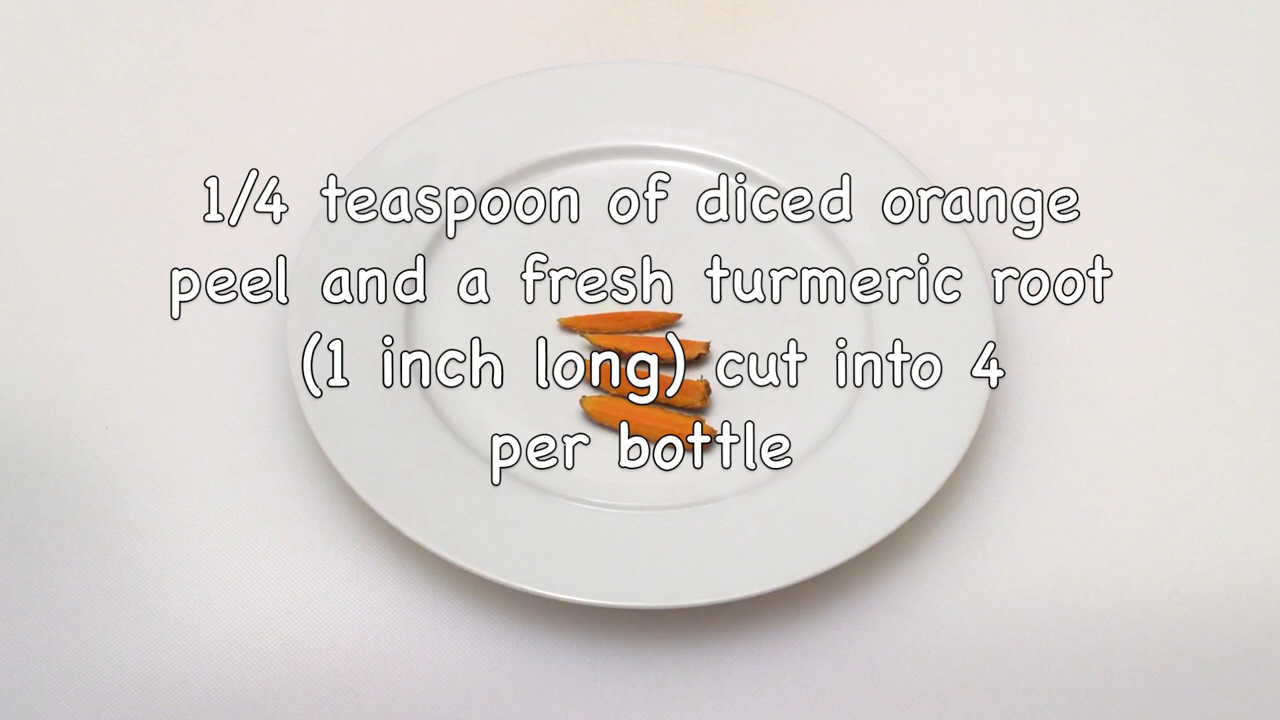 1/4 teaspoon of diced orange
peel and a fresh turmeric root
(1 inch long) cut into 4
per bottle